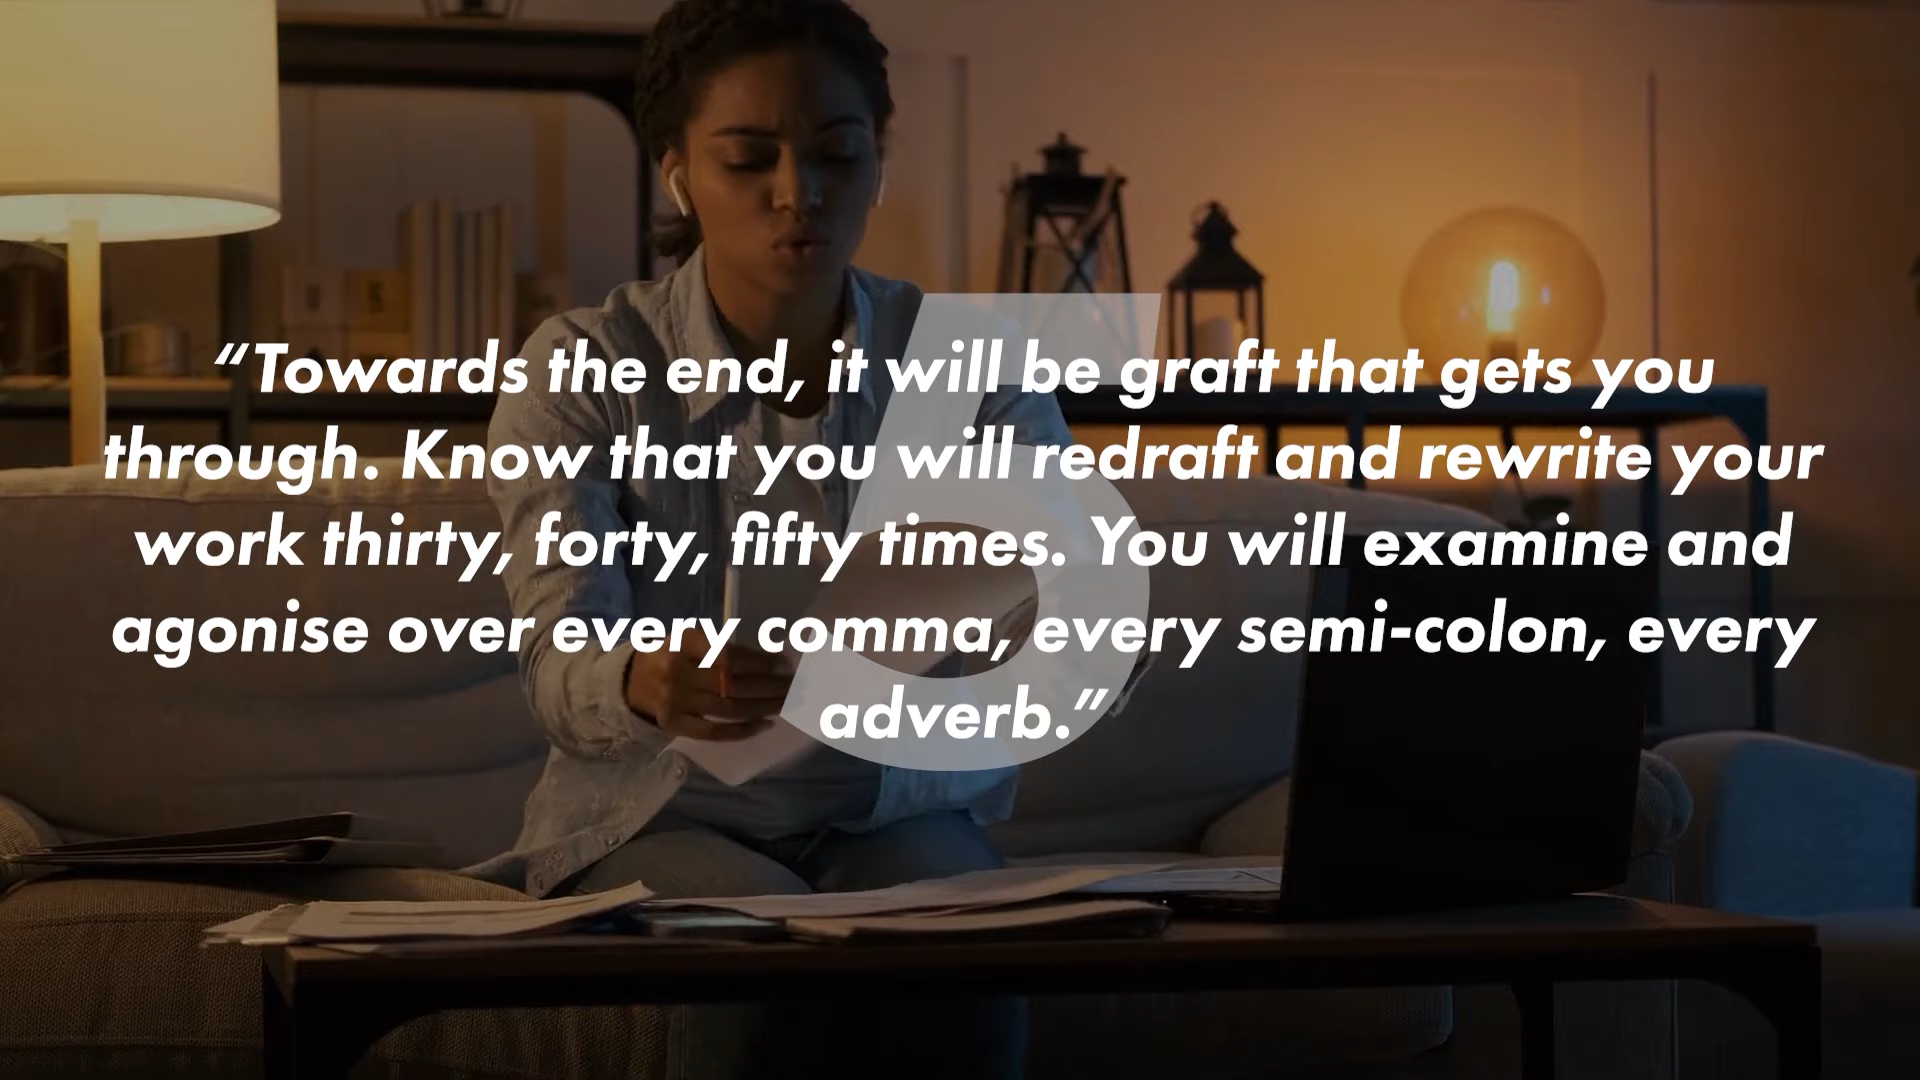 5
“Towards the end, it will be graft that gets you
through. Know that you will redraft and rewrite your
work thirty, forty, fifty times. You will examine and
agonise over every comma, every semi-colon, every
adverb.”